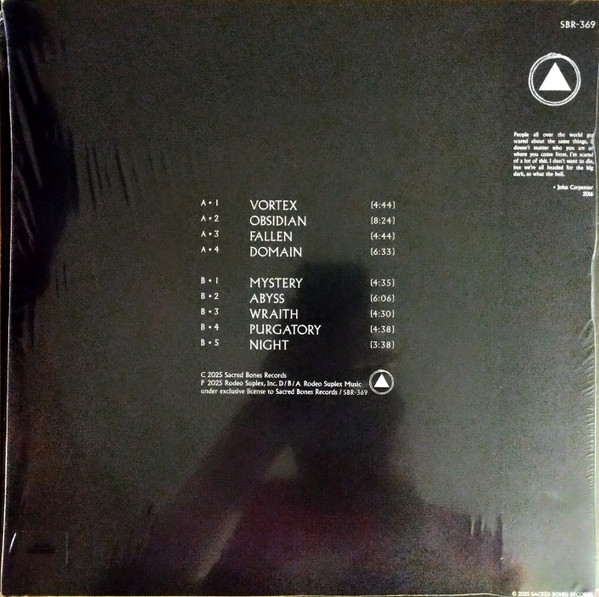 SBR-369
People all over the world get
scared about the same things, it
doesn't matter who you are or
where you come from. I'm scared
of a lot of shit. I don't want to die,
but we're all headed for the big
dark, so what the hell.
- John Carpenter
2016
A • 1 VORTEX (4:44)
A • 2 OBSIDIAN (8:24)
A • 3 FALLEN (4:44)
A • 4 DOMAIN (6:33)
B • 1 MYSTERY (4:35)
B • 2 ABYSS (6:06)
B • 3 WRAITH (4:30)
B • 4 PURGATORY (4:38)
B • 5 NIGHT (3:38)
C 2025 Sacred Bones Records
P 2025 Rodeo Suplex, Inc. D/B/A Rodeo Suplex Music
under exclusive license to Sacred Bones Records / SBR-369
© 2025 SACRED BONES RECORDS